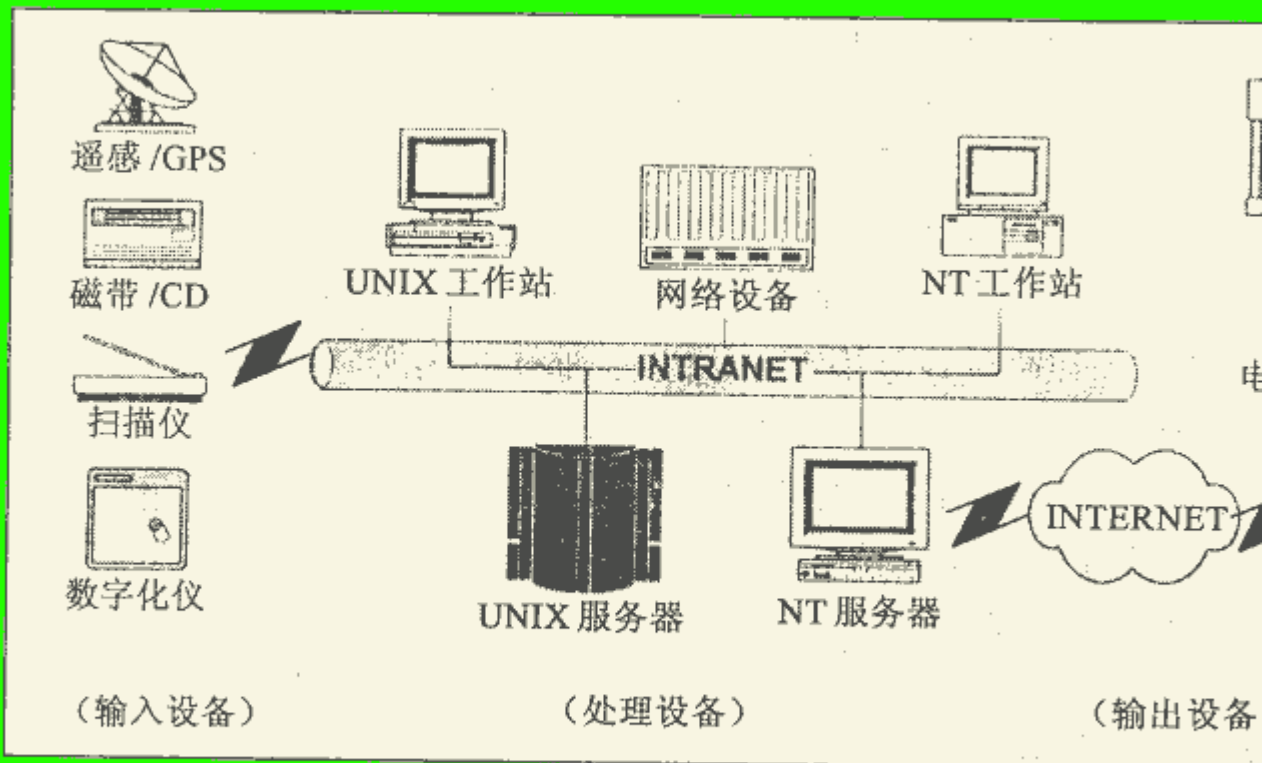 遥感 /GPS
磁带 /CD
扫描仪
数字化仪
UNIX 工作站
网络设备
NT 工作站
INTRANET
UNIX 服务器
NT 服务器
INTERNET
（输入设备）
（处理设备）
（输出设备